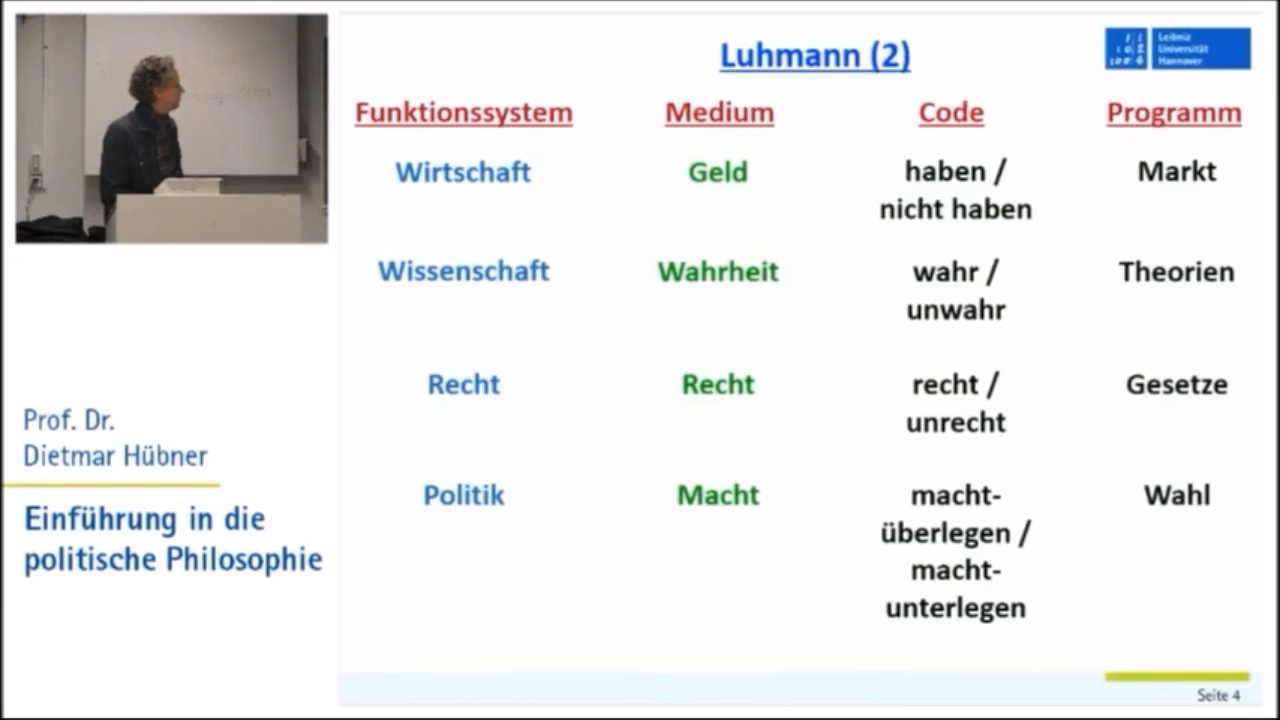 Luhmann (2)
Leibniz
Universität
Hannover
Funktionssystem Medium Code Programm
Wirtschaft Geld haben / Markt
nicht haben
Wissenschaft Wahrheit wahr / Theorien
unwahr
Recht Recht recht / Gesetze
unrecht
Politik Macht macht- Wahl
überlegen /
macht-
unterlegen
Prof. Dr.
Dietmar Hübner
Einführung in die
politische Philosophie
Seite 4